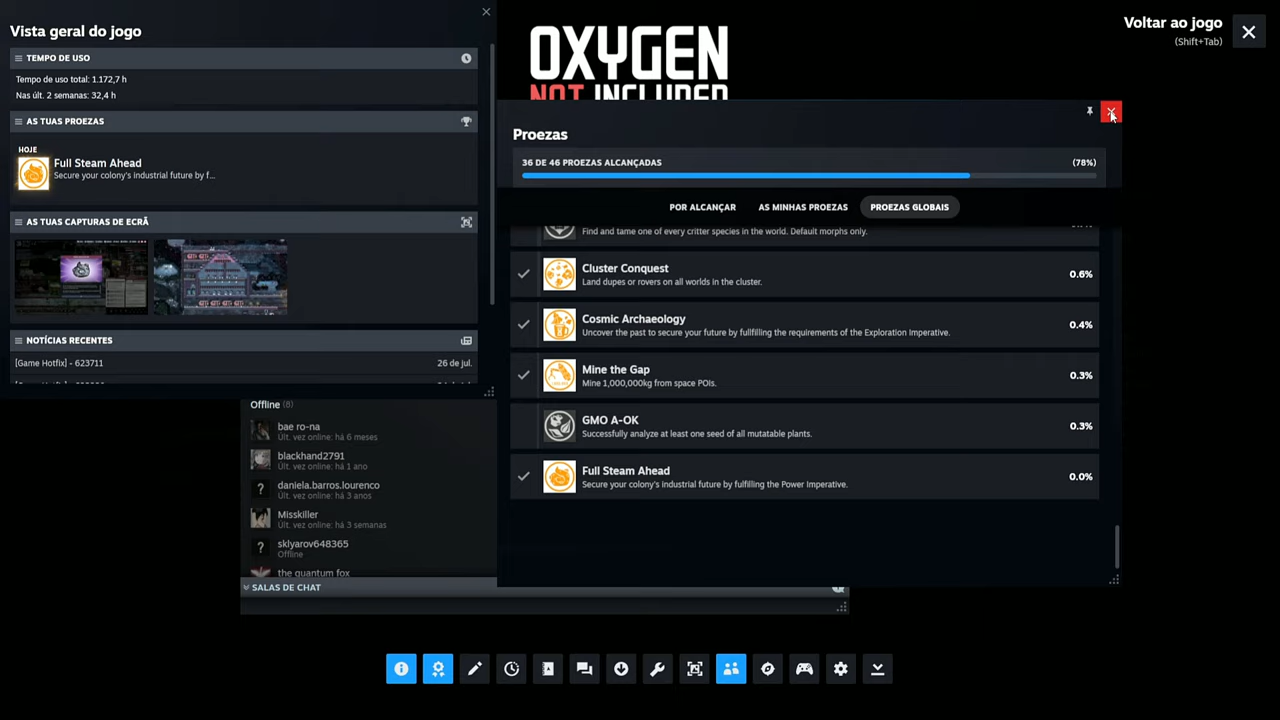 Vista geral do jogo
TEMPO DE USO
Tempo de uso total: 1.172,7 h
Nas últ. 2 semanas: 32,4 h
AS TUAS PROEZAS
HOJE
Full Steam Ahead
Secure your colony's industrial future by f...
AS TUAS CAPTURAS DE ECRÃ
NOTÍCIAS RECENTES
[Game Hotfix] - 623711
26 de jul.
Offline (8)
bae ro-na
Últ. vez online: há 6 meses
blackhand2791
Últ. vez online: há 1 ano
daniela.barros.lourenco
Últ. vez online: há 3 anos
Misskiller
Últ. vez online: há 3 semanas
sklyarov648365
Offline
the quantum fox
SALAS DE CHAT
OXYGEN
NOT INCLUDED
Voltar ao jogo
(Shift+Tab)
Proezas
36 DE 46 PROEZAS ALCANÇADAS
(78%)
POR ALCANÇAR
AS MINHAS PROEZAS
PROEZAS GLOBAIS
Find and tame one of every critter species in the world. Default morphs only.
Cluster Conquest
Land dupes or rovers on all worlds in the cluster.
0.6%
Cosmic Archaeology
Uncover the past to secure your future by fullfilling the requirements of the Exploration Imperative.
0.4%
Mine the Gap
Mine 1,000,000kg from space POIs.
0.3%
GMO A-OK
Successfully analyze at least one seed of all mutatable plants.
0.3%
Full Steam Ahead
Secure your colony's industrial future by fulfilling the Power Imperative.
0.0%